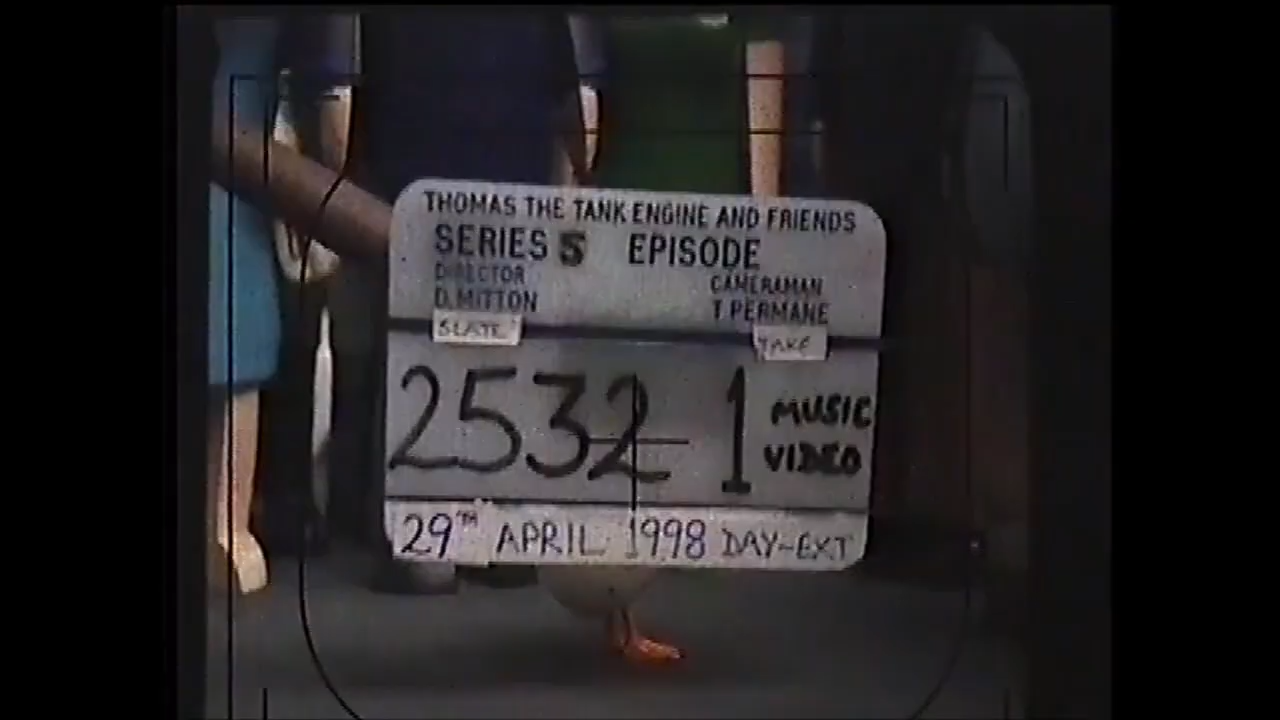 THOMAS THE TANK ENGINE AND FRIENDS
SERIES 5 EPISODE
DIRECTOR CAMERAMAN
D. MITTON T PERMANE
SLATE TAKE
2532 1 MUSIC VIDEO
29TH APRIL 1998 DAY-EXT